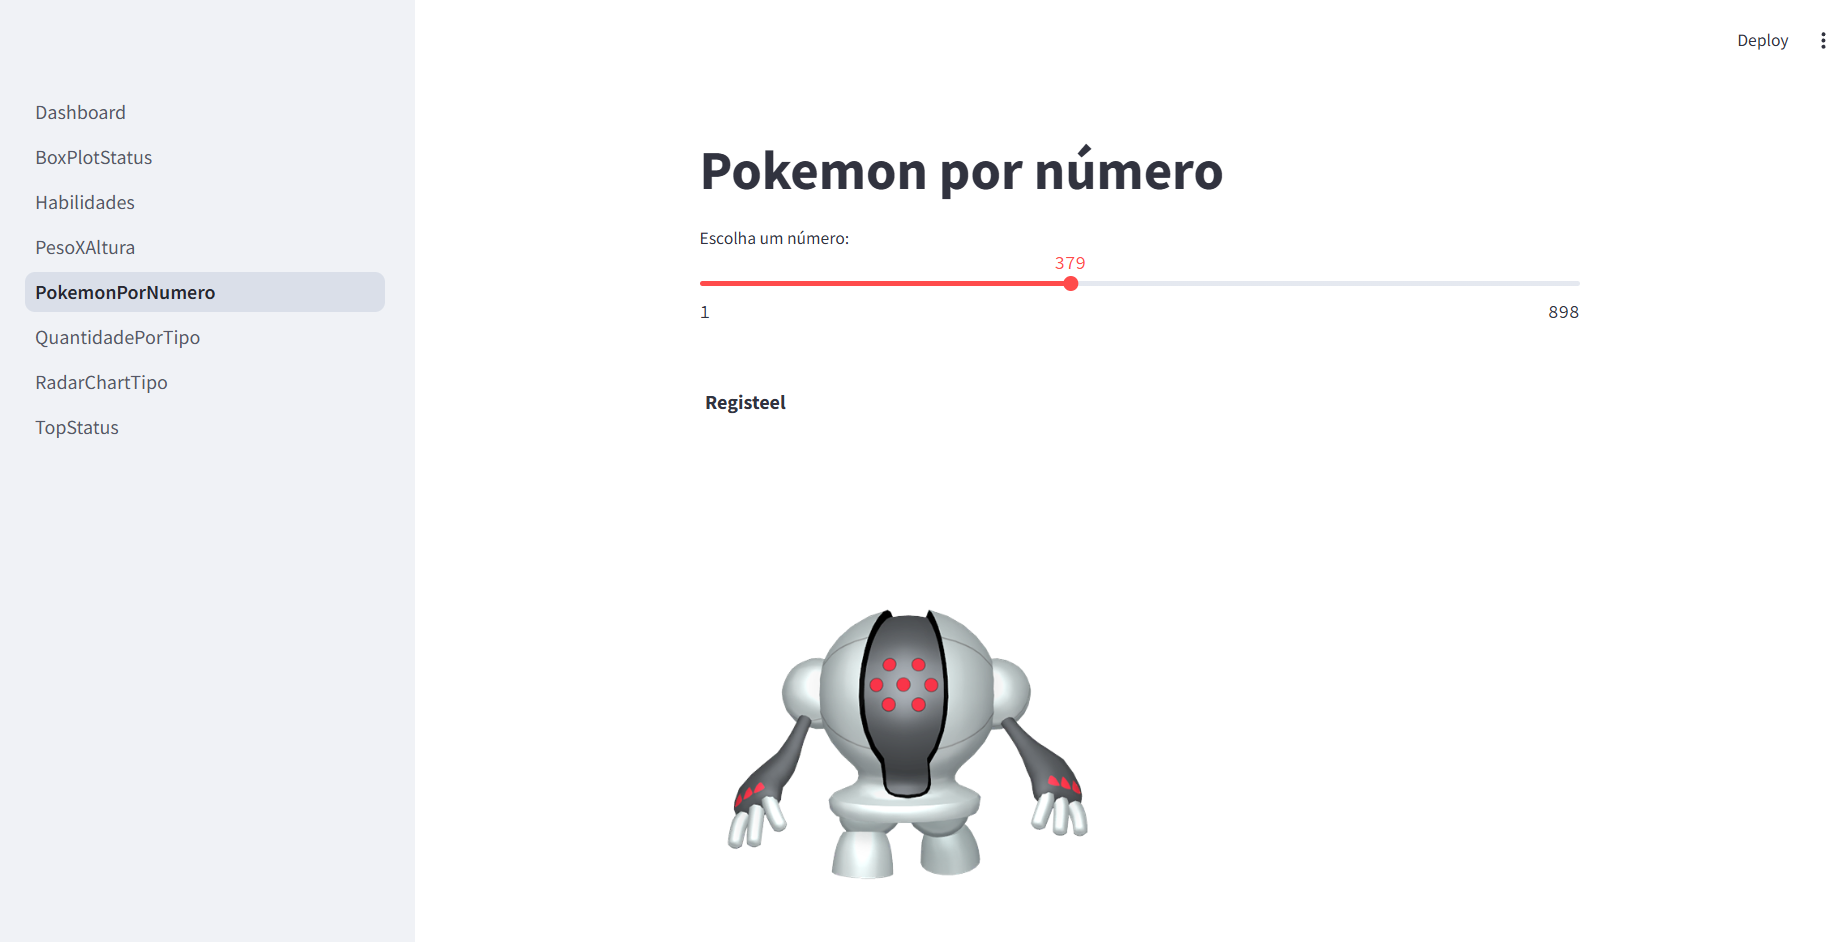 Deploy
Dashboard
BoxPlotStatus
Habilidades
PesoXAltura
PokemonPorNumero
QuantidadePorTipo
RadarChartTipo
TopStatus
Pokemon por número
Escolha um número:
379
1 898
Registeel